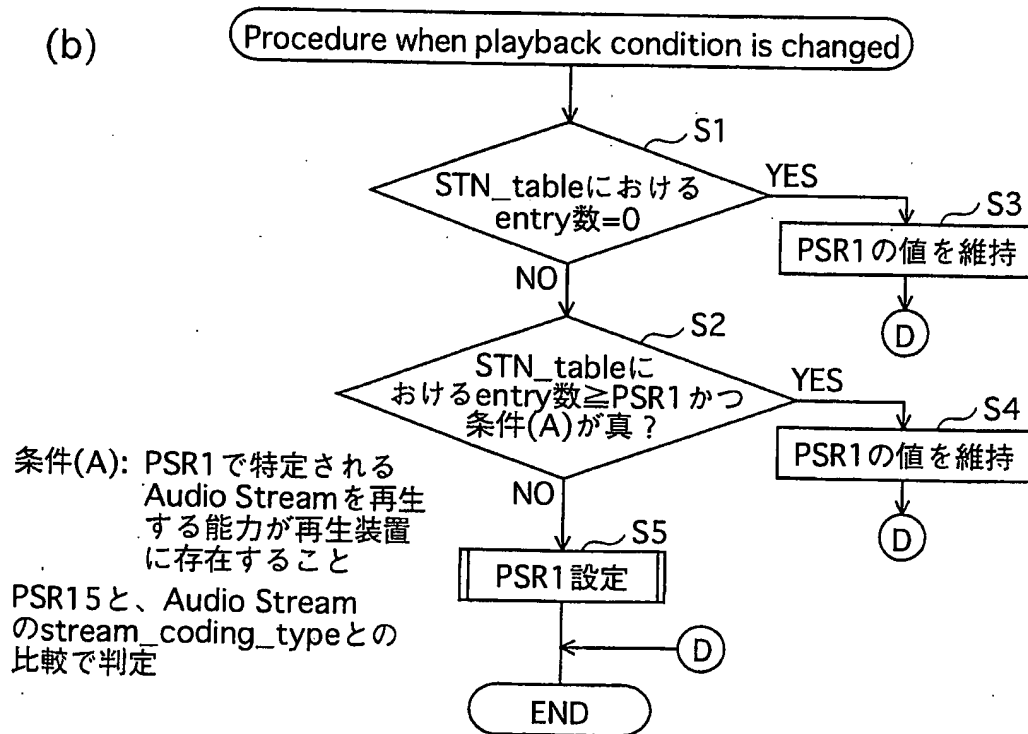 (b)
Procedure when playback condition is changed
S1
STN_tableにおける
entry数=0
YES
S3
PSR1の値を維持
D
NO
S2
STN_tableに
おけるentry数≧PSR1かつ
条件(A)が真？
YES
S4
PSR1の値を維持
D
NO
条件(A): PSR1で特定される
Audio Streamを再生
する能力が再生装置
に存在すること
PSR15と、Audio Stream
のstream_coding_typeとの
比較で判定
S5
PSR1設定
D
END